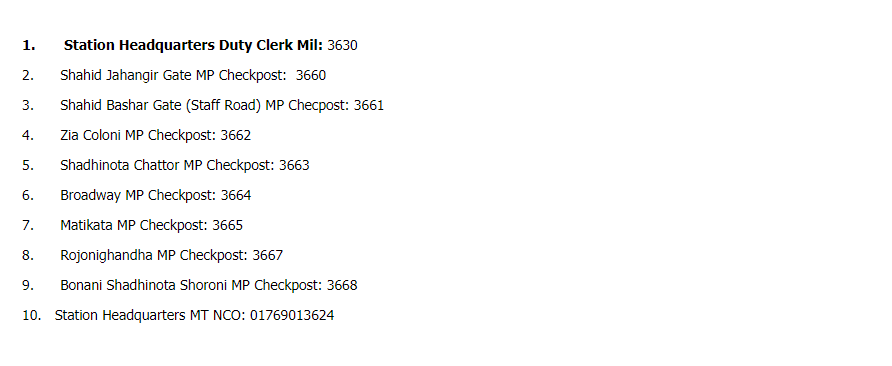 1. Station Headquarters Duty Clerk Mil: 3630
2. Shahid Jahangir Gate MP Checkpost: 3660
3. Shahid Bashar Gate (Staff Road) MP Checpost: 3661
4. Zia Coloni MP Checkpost: 3662
5. Shadhinota Chattor MP Checkpost: 3663
6. Broadway MP Checkpost: 3664
7. Matikata MP Checkpost: 3665
8. Rojonighandha MP Checkpost: 3667
9. Bonani Shadhinota Shoroni MP Checkpost: 3668
10. Station Headquarters MT NCO: 01769013624